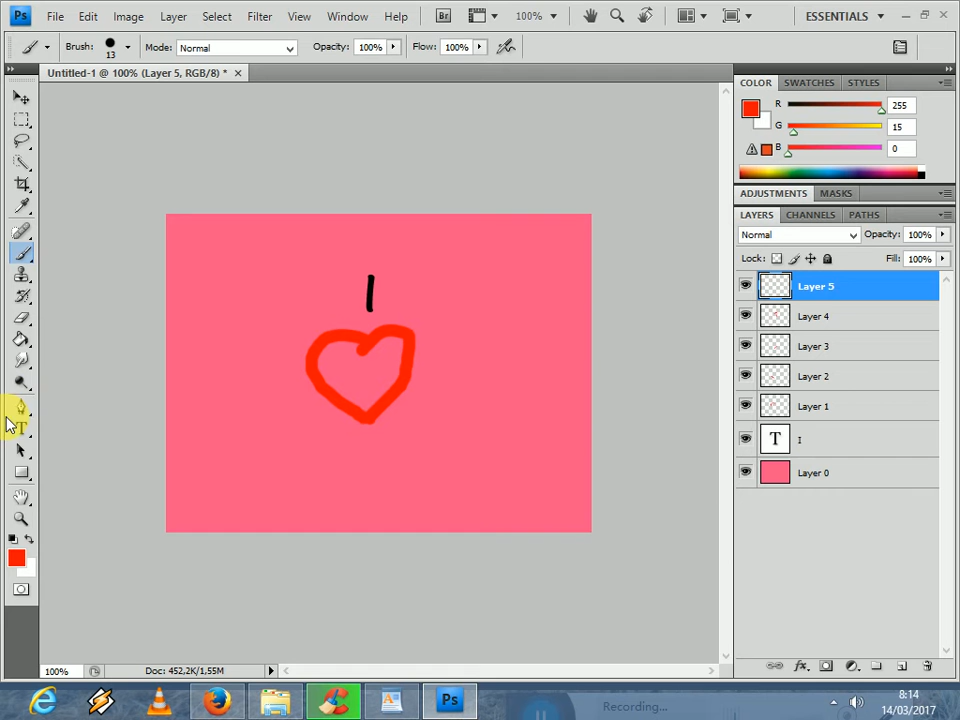 Ps File Edit Image Layer Select Filter View Window Help Br 100% ESSENTIALS
Brush: 13 Mode: Normal Opacity: 100% Flow: 100%
Untitled-1 @ 100% (Layer 5, RGB/8) *
COLOR SWATCHES STYLES
R 255
G 15
B 0
ADJUSTMENTS MASKS
LAYERS CHANNELS PATHS
Normal Opacity: 100%
Lock: Fill: 100%
Layer 5
Layer 4
Layer 3
Layer 2
Layer 1
T I
Layer 0
I
T
100% Doc: 452,2K/1,55M
Ps Recording... 8:14
14/03/2017